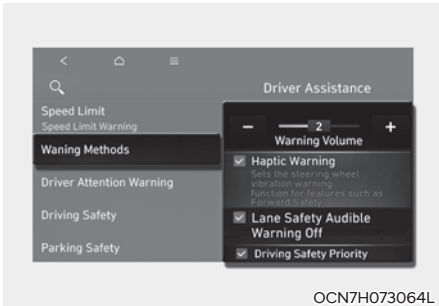 Driver Assistance
Speed Limit
Speed Limit Warning
Waning Methods
Driver Attention Warning
Driving Safety
Parking Safety
− 2 +
Warning Volume
Haptic Warning
Sets the steering wheel
vibration warning
function for features such as
Forward Safety
Lane Safety Audible
Warning Off
Driving Safety Priority
OCN7H073064L